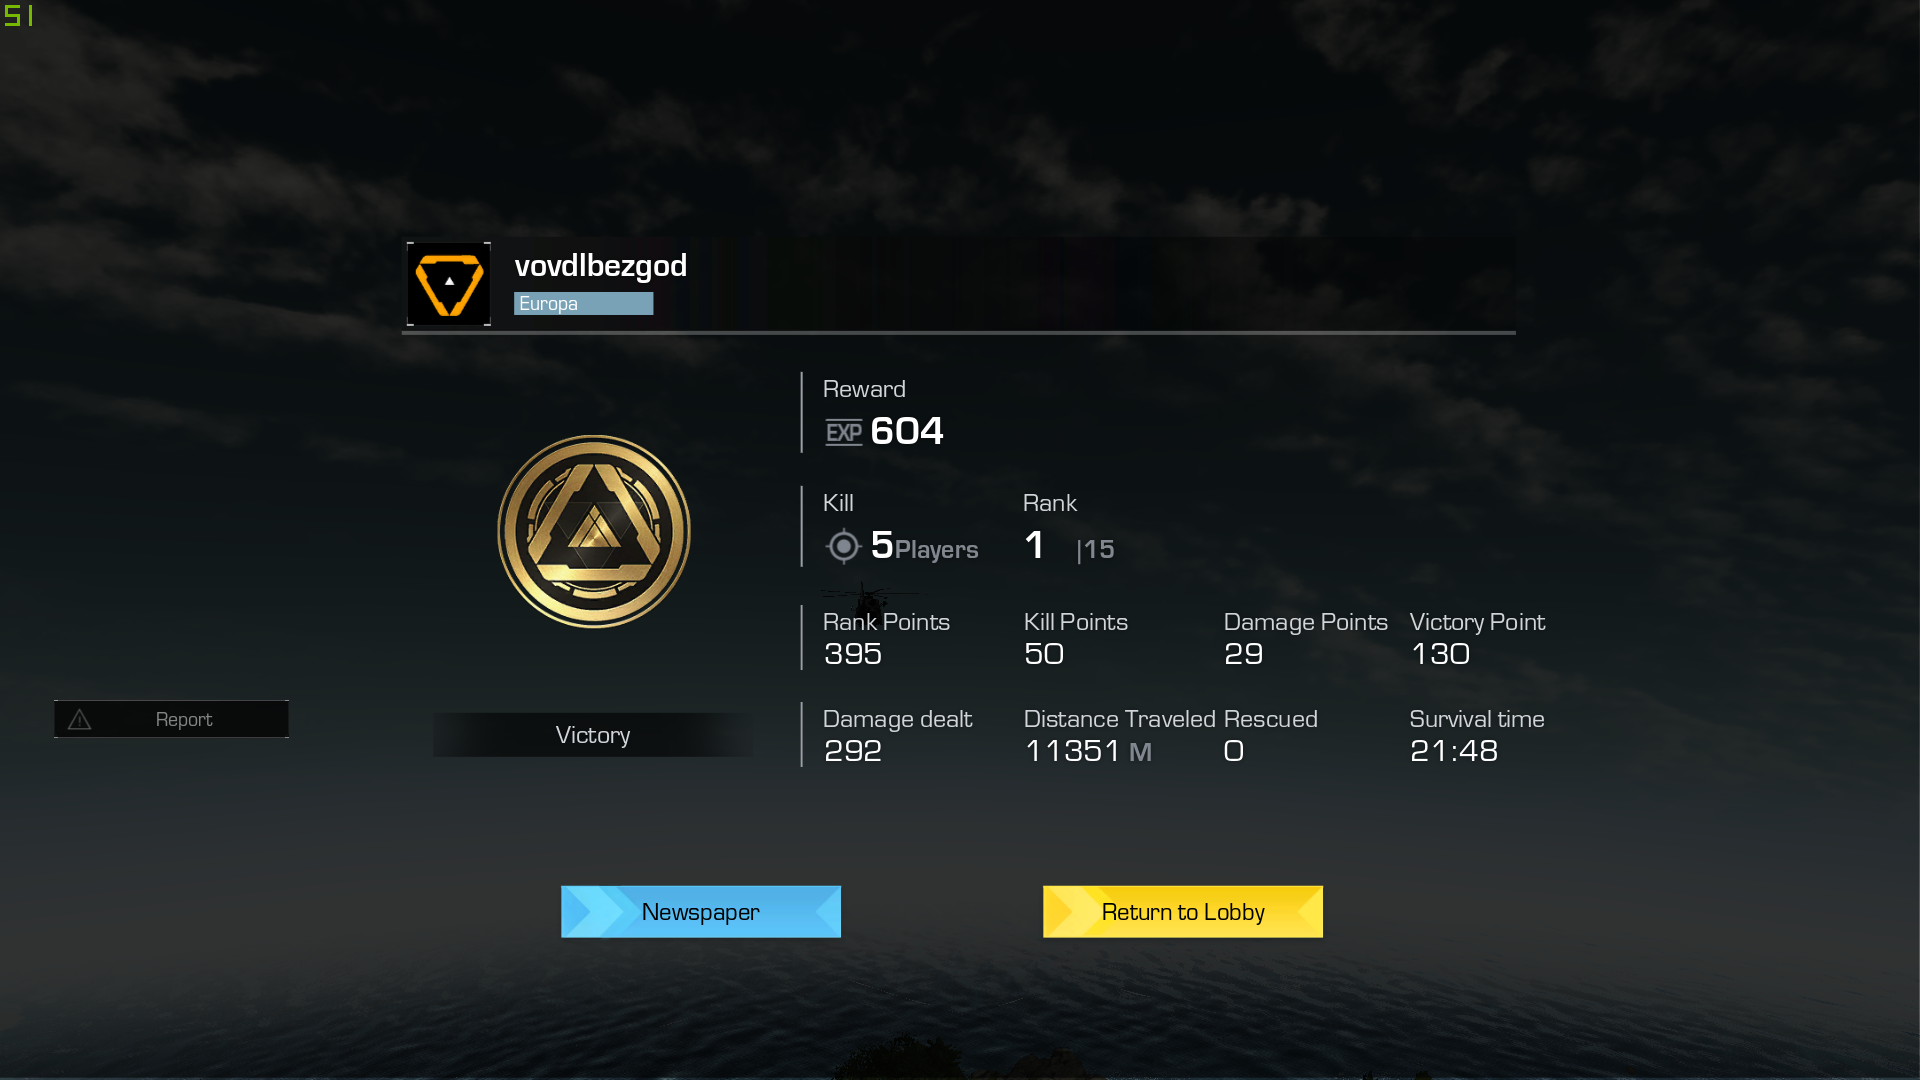 51
vovdlbezgod
Europa
Reward
EXP 604
Kill Rank
5Players 1 |15
Rank Points Kill Points Damage Points Victory Point
395 50 29 130
Damage dealt Distance Traveled Rescued Survival time
292 11351 M 0 21:48
Report
Victory
Newspaper Return to Lobby